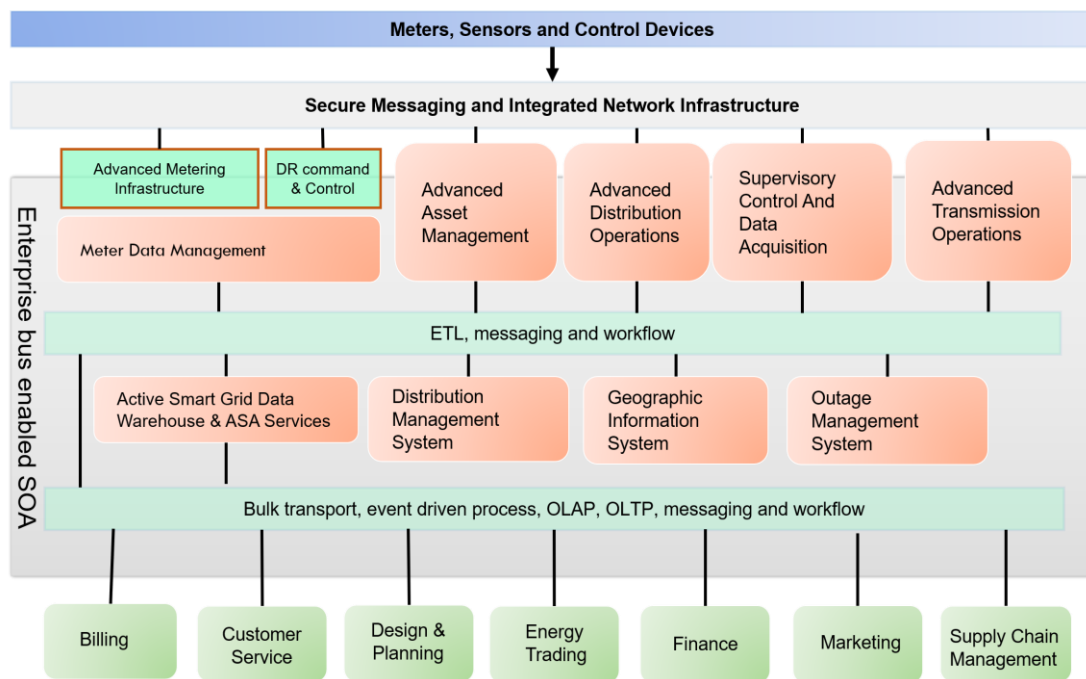 Meters, Sensors and Control Devices
Secure Messaging and Integrated Network Infrastructure
Advanced Metering
Infrastructure
DR command
& Control
Advanced
Asset
Management
Advanced
Distribution
Operations
Supervisory
Control And
Data
Acquisition
Advanced
Transmission
Operations
Enterprise bus enabled SOA
Meter Data Management
ETL, messaging and workflow
Active Smart Grid Data
Warehouse & ASA Services
Distribution
Management
System
Geographic
Information
System
Outage
Management
System
Bulk transport, event driven process, OLAP, OLTP, messaging and workflow
Billing
Customer
Service
Design &
Planning
Energy
Trading
Finance
Marketing
Supply Chain
Management